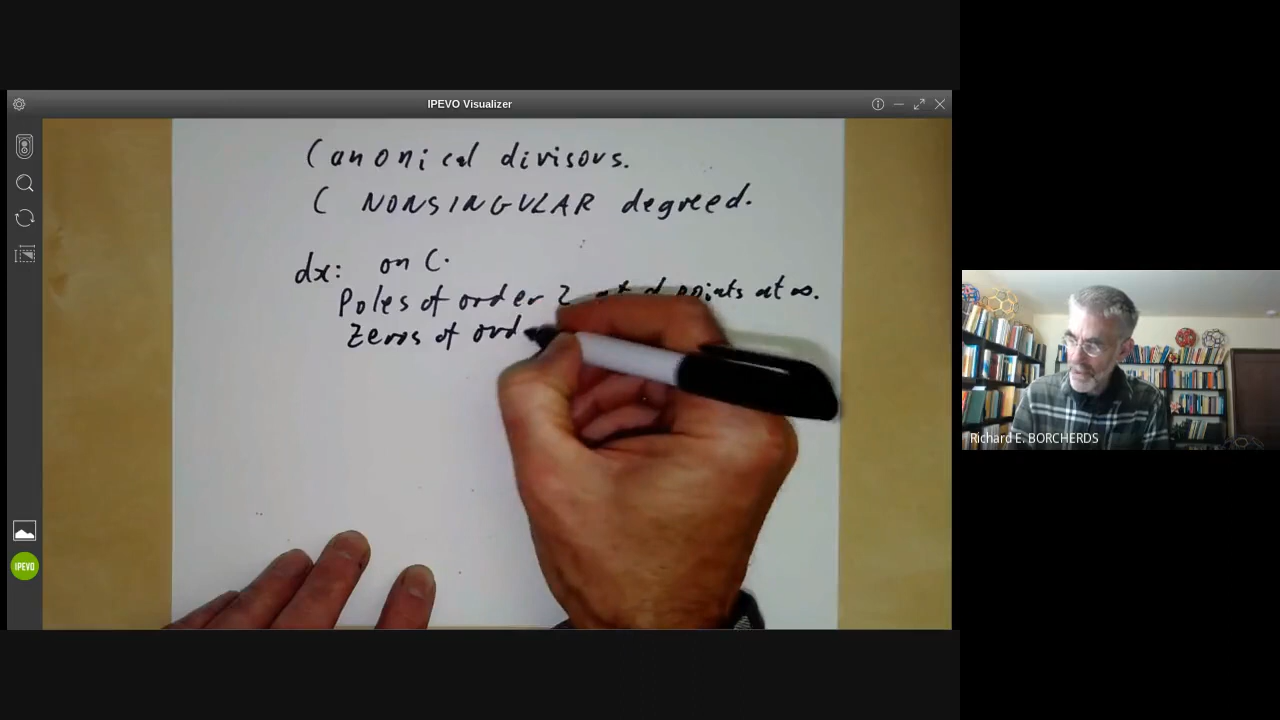 IPEVO Visualizer
Canonical divisors.
C NONSINGULAR degree d.
dx: on C.
Poles of order 2 at d points at ∞.
Zeros of ord
IPEVO
Richard E. BORCHERDS